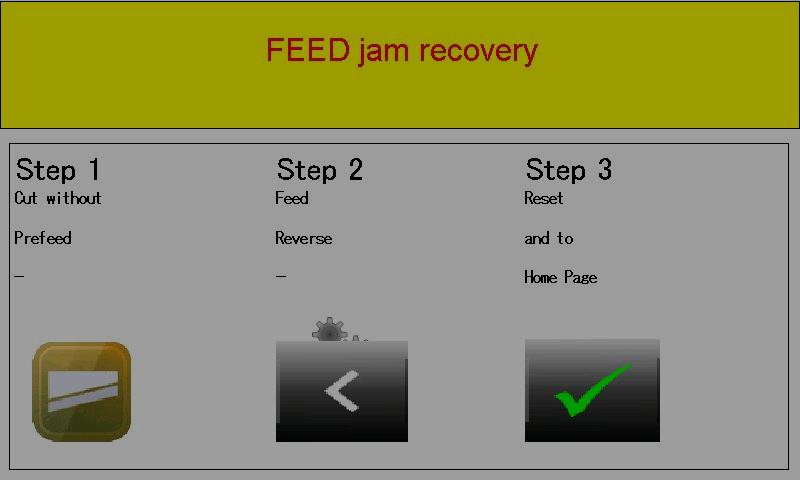 FEED jam recovery
Step 1
Cut without
Prefeed
-
Step 2
Feed
Reverse
-
Step 3
Reset
and to
Home Page